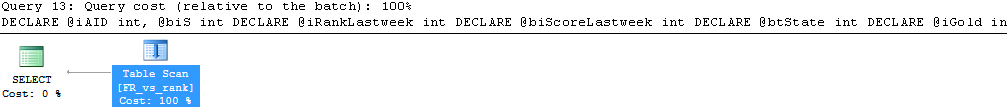 Query 13: Query cost (relative to the batch): 100%
DECLARE @iAID int, @biS int DECLARE @iRankLastweek int DECLARE @biScoreLastweek int DECLARE @btState int DECLARE @iGold in
Table Scan
[FR_vs_rank]
Cost: 100 %
SELECT
Cost: 0 %